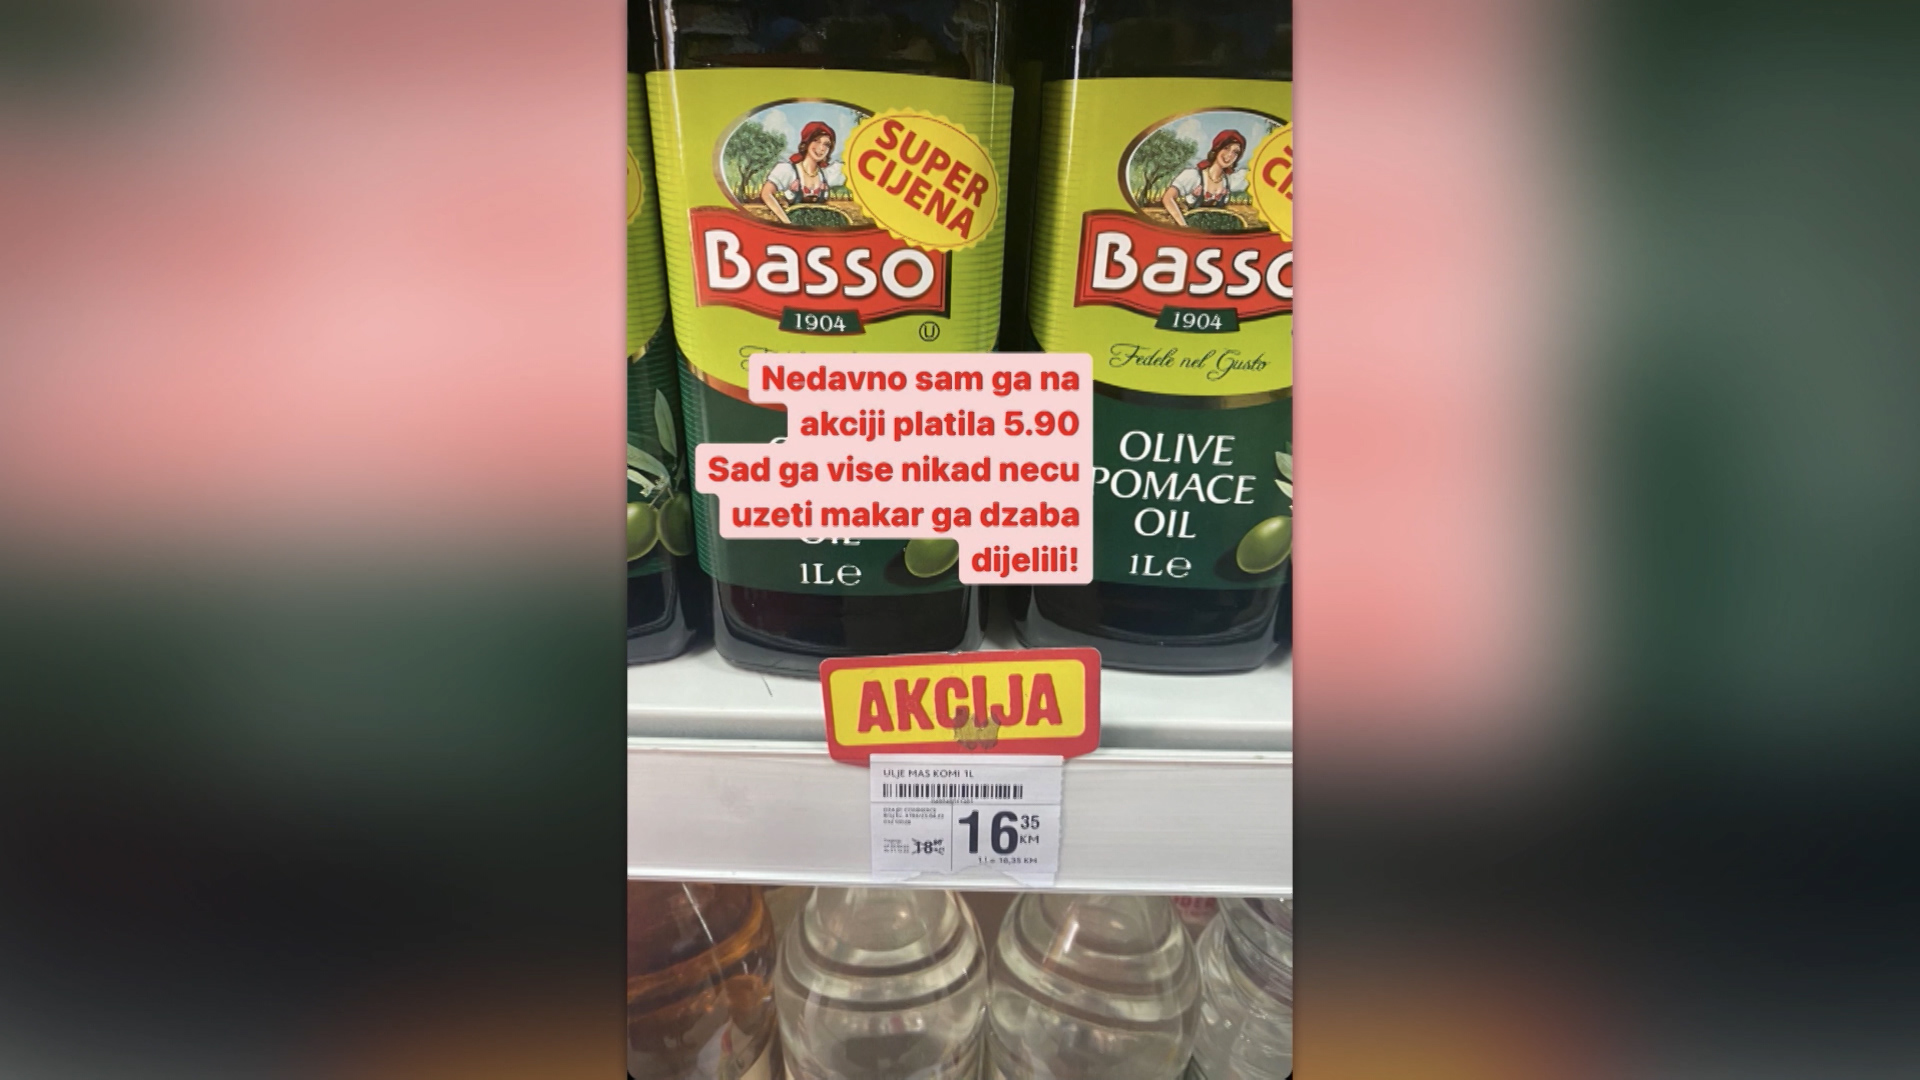 SUPER
CIJENA
Basso
1904
Basso
1904
Fedele nel Gusto
Nedavno sam ga na
akciji platila 5.90
Sad ga vise nikad necu
uzeti makar ga dzaba
dijelili!
1Le
OLIVE
POMACE
OIL
1Le
AKCIJA
ULJE MAS KOMI 1L
16 35
KM